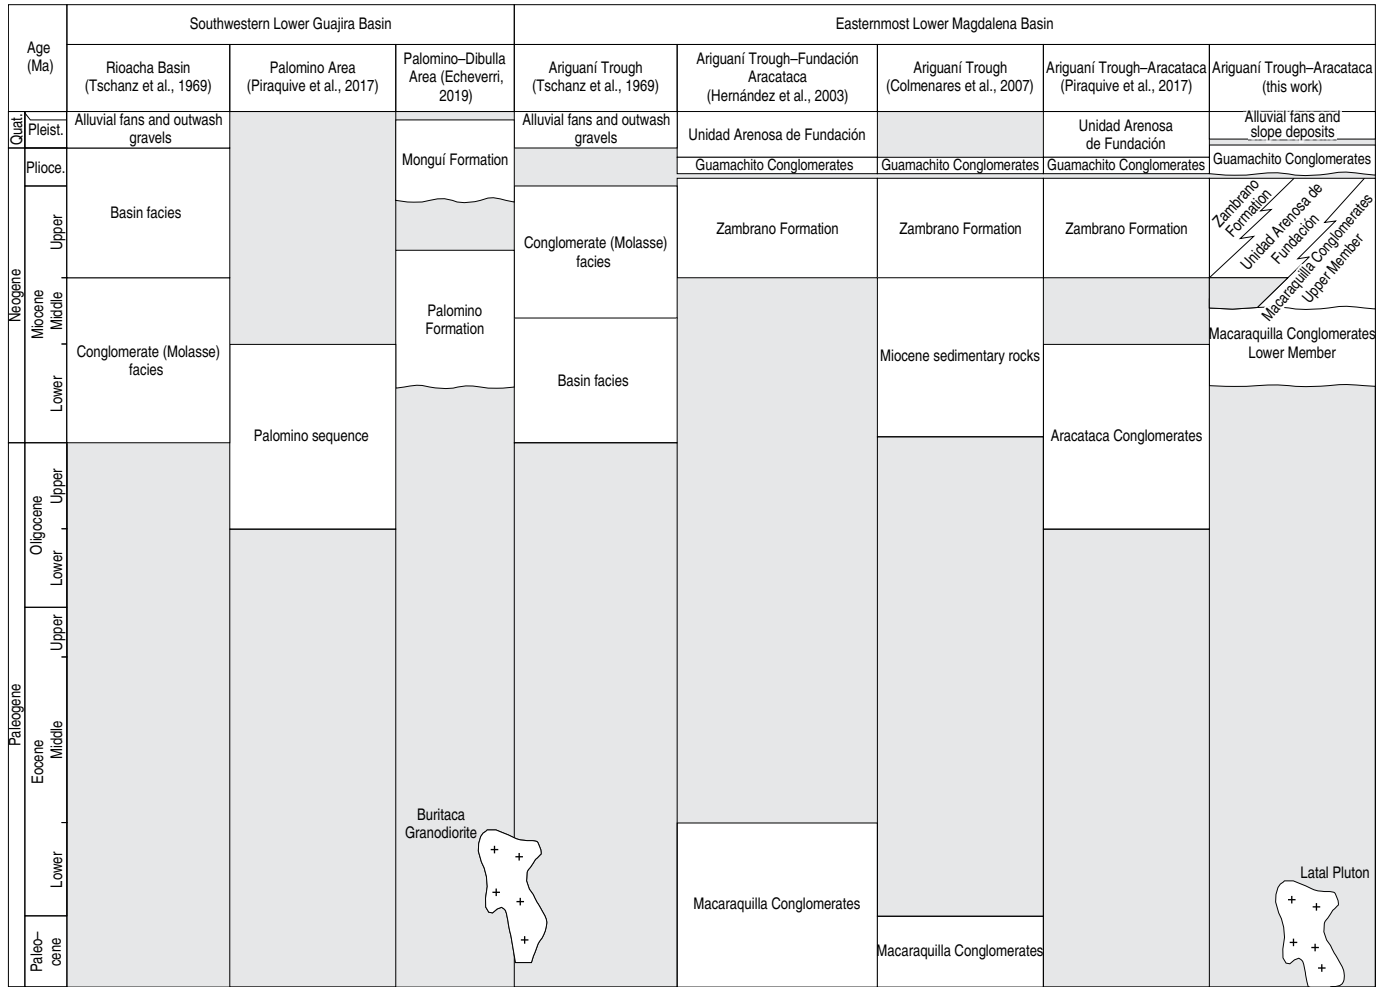 Southwestern Lower Guajira Basin
Easternmost Lower Magdalena Basin
Age
(Ma)
Rioacha Basin
(Tschanz et al., 1969)
Palomino Area
(Piraquive et al., 2017)
Palomino–Dibulla
Area (Echeverri,
2019)
Ariguaní Trough
(Tschanz et al., 1969)
Ariguaní Trough–Fundación
Aracataca
(Hernández et al., 2003)
Ariguaní Trough
(Colmenares et al., 2007)
Ariguaní Trough–Aracataca
(Piraquive et al., 2017)
Ariguaní Trough–Aracataca
(this work)
Quat.
Pleist.
Plioce.
Neogene
Miocene
Upper
Middle
Lower
Paleogene
Oligocene
Upper
Lower
Eocene
Upper
Middle
Lower
Paleo–
cene
Alluvial fans and outwash
gravels
Basin facies
Conglomerate (Molasse)
facies
Palomino sequence
Monguí Formation
Palomino
Formation
Buritaca
Granodiorite
Alluvial fans and outwash
gravels
Conglomerate (Molasse)
facies
Basin facies
Unidad Arenosa de Fundación
Guamachito Conglomerates
Zambrano Formation
Macaraquilla Conglomerates
Guamachito Conglomerates
Zambrano Formation
Miocene sedimentary rocks
Macaraquilla Conglomerates
Unidad Arenosa
de Fundación
Guamachito Conglomerates
Zambrano Formation
Aracataca Conglomerates
Alluvial fans and
slope deposits
Guamachito Conglomerates
Zambrano
Formation
Unidad Arenosa de
Fundación
Macaraquilla Conglomerates
Upper Member
Macaraquilla Conglomerates
Lower Member
Latal Pluton